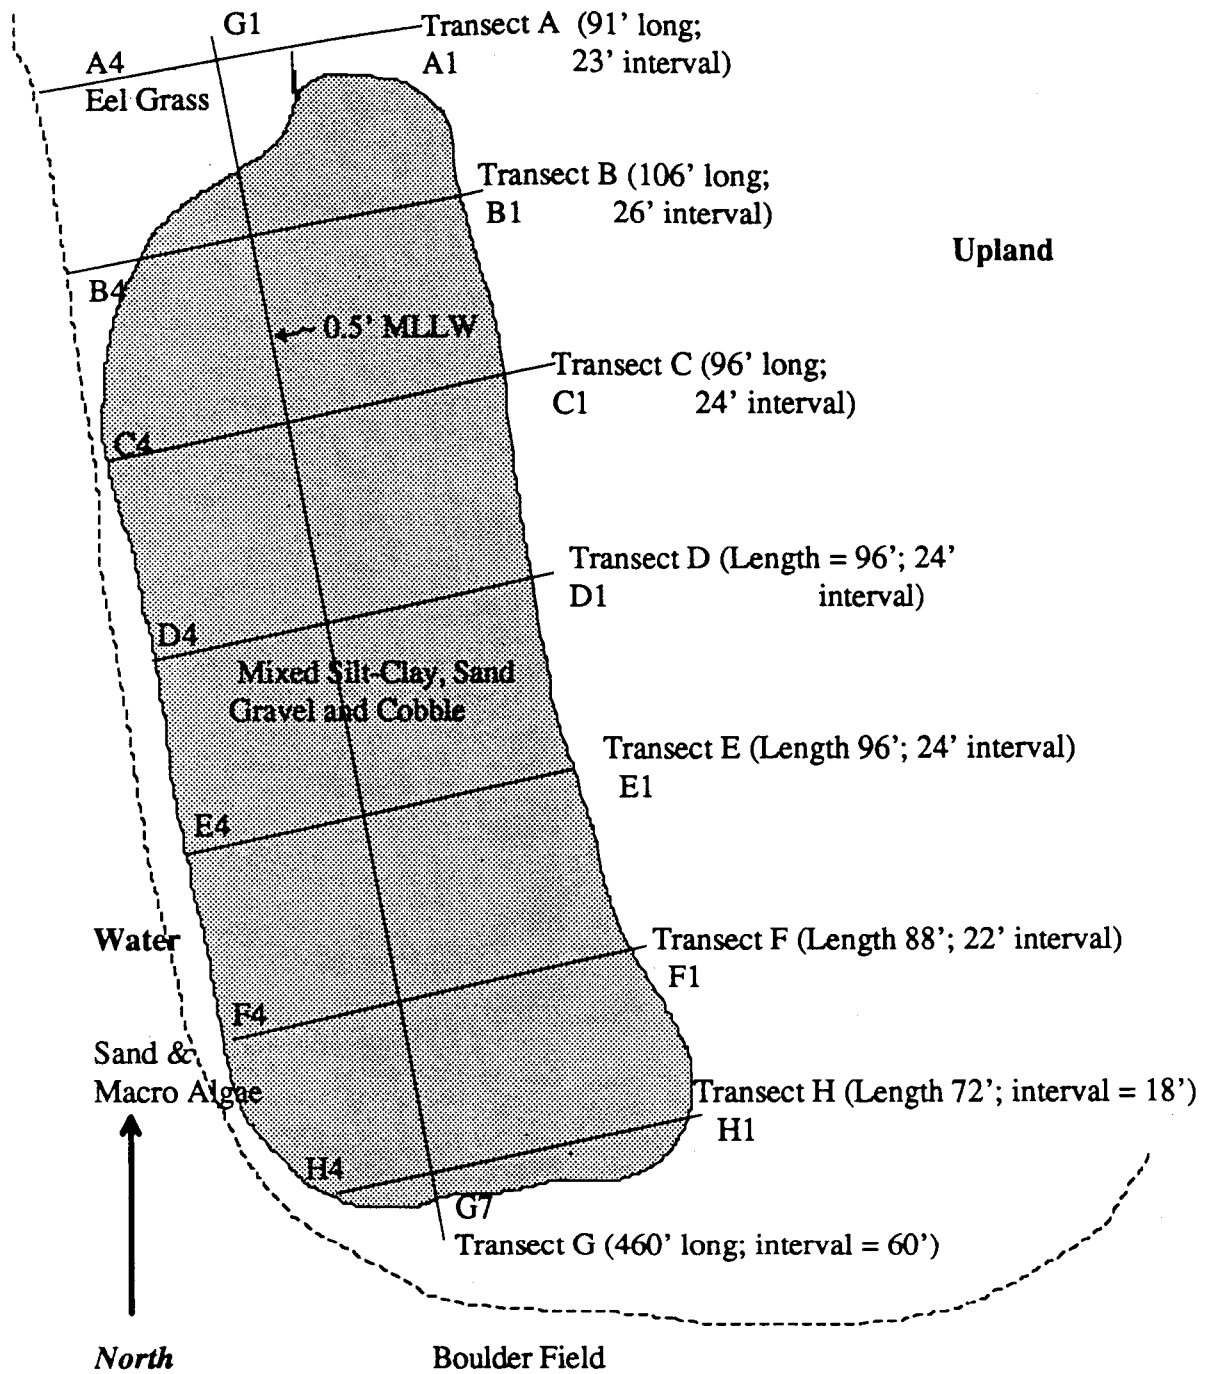 G1
Transect A (91’ long;
A4
A1 23’ interval)
Eel Grass
Transect B (106’ long;
B1 26’ interval)
Upland
B4
0.5’ MLLW
Transect C (96’ long;
C1 24’ interval)
C4
Transect D (Length = 96’; 24’
D1 interval)
D4
Mixed Silt-Clay, Sand
Gravel and Cobble
Transect E (Length 96’; 24’ interval)
E1
E4
Water
Transect F (Length 88’; 22’ interval)
F1
F4
Sand &
Macro Algae
Transect H (Length 72’; interval = 18’)
H1
H4
G7
Transect G (460’ long; interval = 60’)
North
Boulder Field